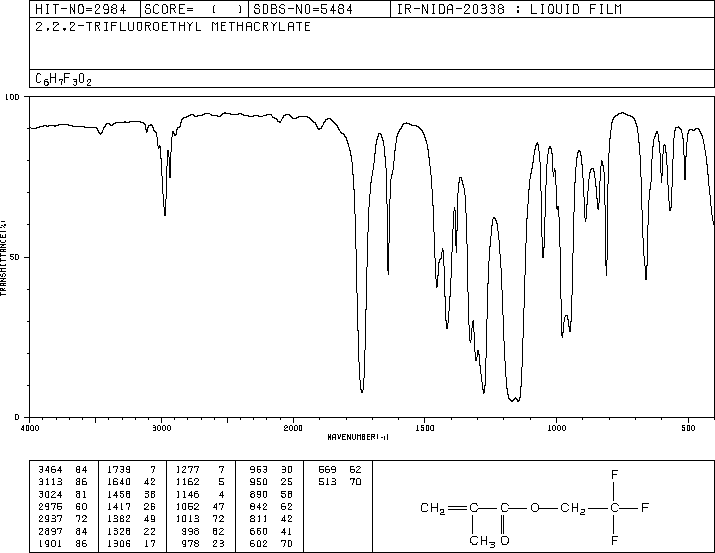 HIT-NO=2984 SCORE= ( ) SDBS-NO=5484 IR-NIDA-20338 : LIQUID FILM
2,2,2-TRIFLUOROETHYL METHACRYLATE
C6H7F3O2
100
50
0
TRANSMITTANCE(%)
4000 3000 2000 1500 1000 500
WAVENUMBER(-1)
3464 84 1739 7 1277 7 963 30 569 62
3113 86 1640 42 1162 5 950 25 513 70
3024 81 1458 38 1146 4 890 58
2976 60 1417 26 1052 47 842 62
2937 72 1382 49 1013 72 811 42
2897 84 1328 22 998 62 660 41
1901 86 1306 17 978 23 602 70
F
CH2 C C O CH2 C F
CH3 O F